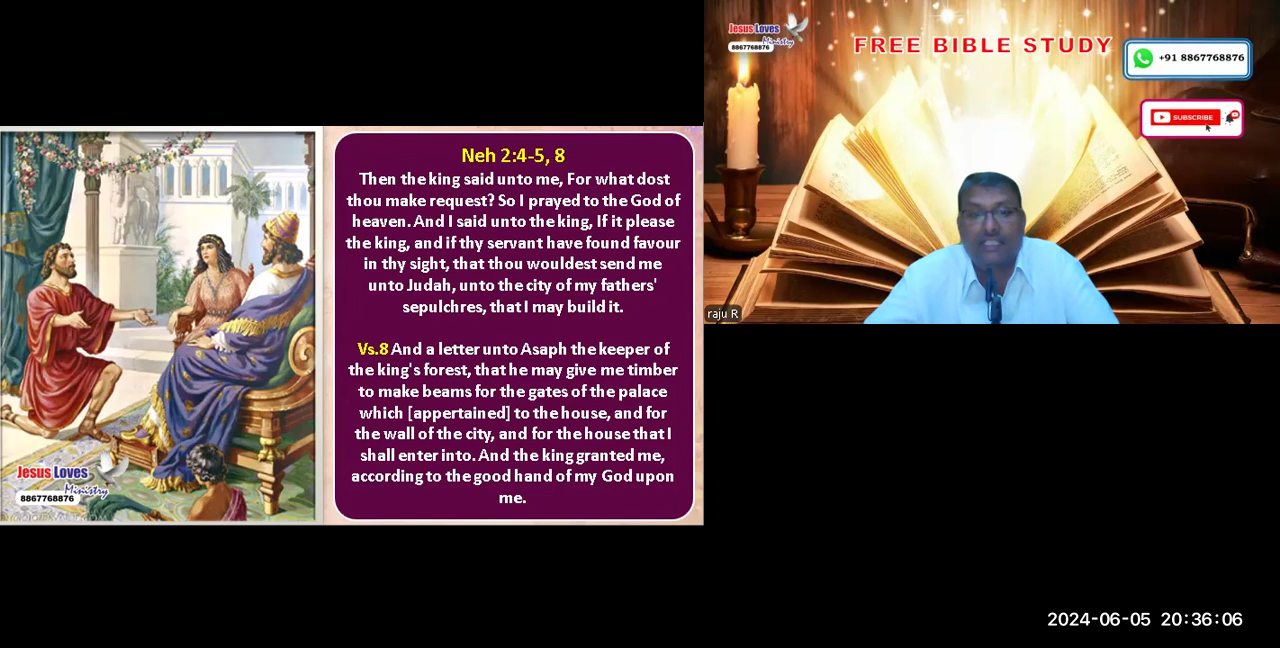 Neh 2:4-5, 8
Then the king said unto me, For what dost
thou make request? So I prayed to the God of
heaven. And I said unto the king, If it please
the king, and if thy servant have found favour
in thy sight, that thou wouldest send me
unto Judah, unto the city of my fathers'
sepulchres, that I may build it.
Vs.8 And a letter unto Asaph the keeper of
the king's forest, that he may give me timber
to make beams for the gates of the palace
which [appertained] to the house, and for
the wall of the city, and for the house that I
shall enter into. And the king granted me,
according to the good hand of my God upon
me.
Jesus Loves
Ministry
8867768876
Jesus Loves
Ministry
8867768876
FREE BIBLE STUDY
+91 8867768876
SUBSCRIBE
raju R
2024-06-05 20:36:06